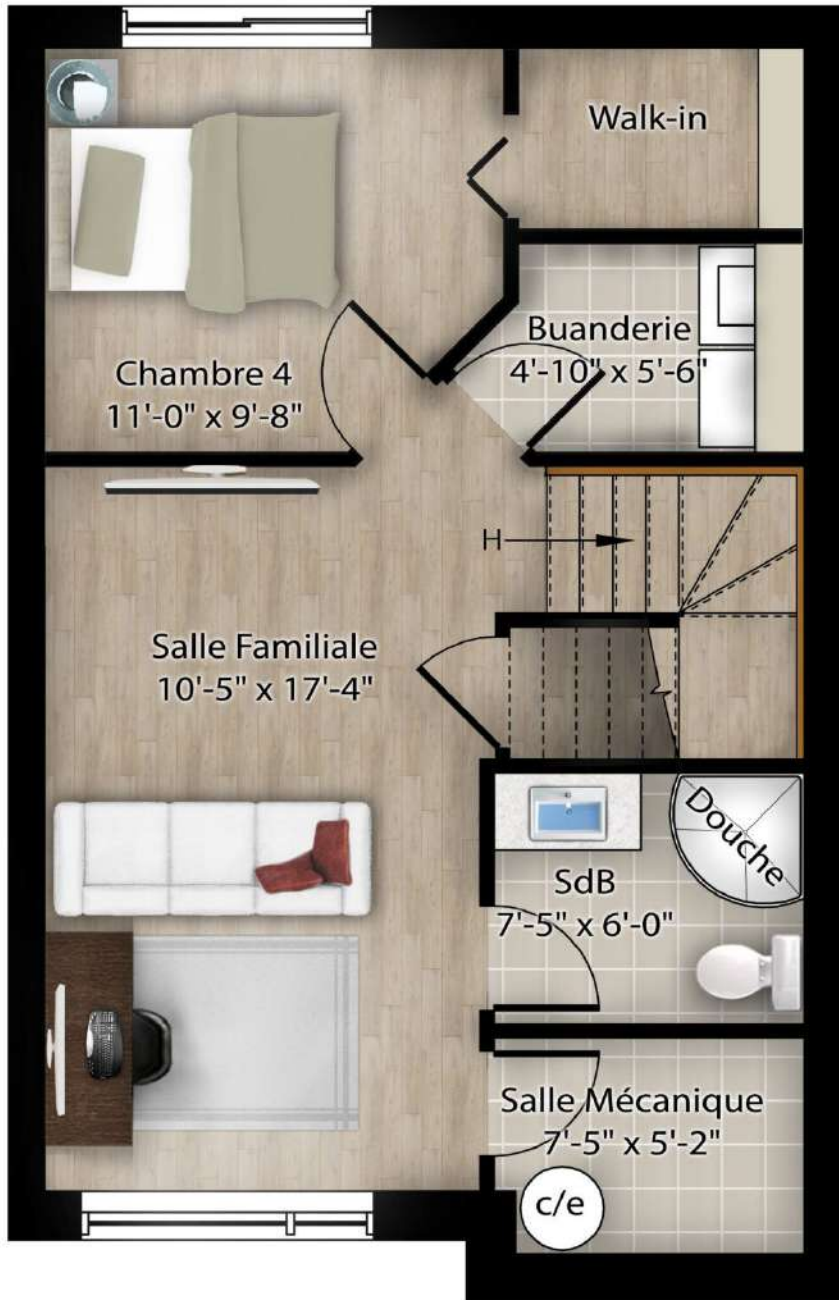 Walk-in
Buanderie
4'-10" x 5'-6"
Chambre 4
11'-0" x 9'-8"
H
Salle Familiale
10'-5" x 17'-4"
Douche
SdB
7'-5" x 6'-0"
Salle Mécanique
7'-5" x 5'-2"
c/e